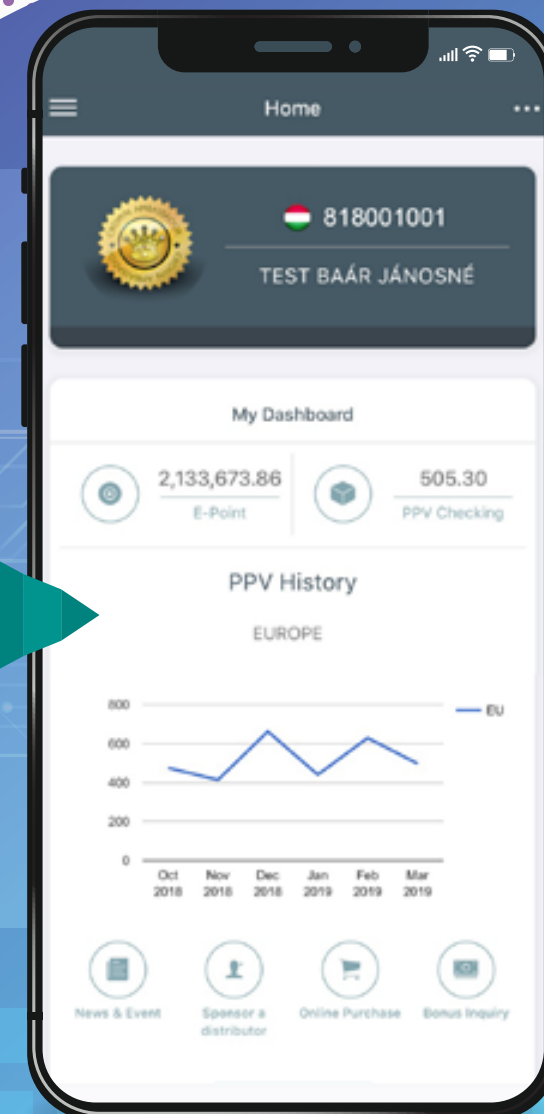 Home
818001001
TEST BAÁR JÁNOSNÉ
My Dashboard
2,133,673.86
E-Point
505.30
PPV Checking
PPV History
EUROPE
EU
800
600
400
200
0
Oct 2018
Nov 2018
Dec 2018
Jan 2019
Feb 2019
Mar 2019
News & Event
Sponsor a
distributor
Online Purchase
Bonus Inquiry